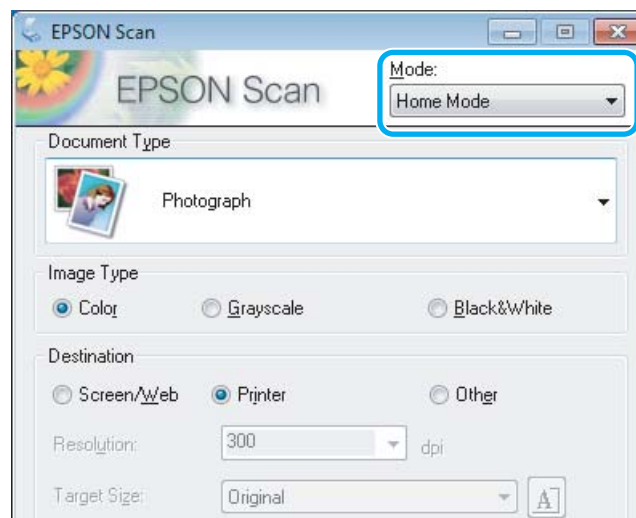 EPSON Scan
EPSON Scan
Mode:
Home Mode
Document Type
Photograph
Image Type
Color Grayscale Black&White
Destination
Screen/Web Printer Other
Resolution: 300 dpi
Target Size: Original A